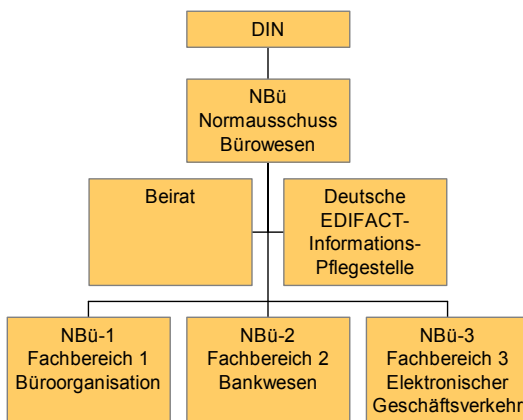 DIN
NBü
Normausschuss
Bürowesen
Beirat
Deutsche
EDIFACT-
Informations-
Pflegestelle
NBü-1
Fachbereich 1
Büroorganisation
NBü-2
Fachbereich 2
Bankwesen
NBü-3
Fachbereich 3
Elektronischer
Geschäftsverkehr